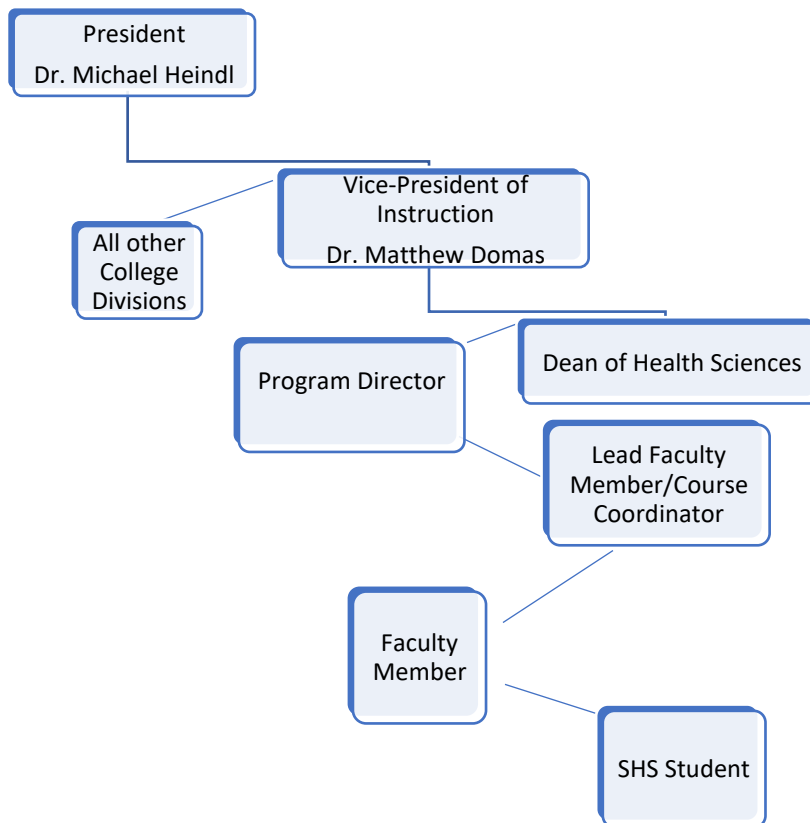 President
Dr. Michael Heindl
Vice-President of
Instruction
Dr. Matthew Domas
All other
College
Divisions
Dean of Health Sciences
Program Director
Lead Faculty
Member/Course
Coordinator
Faculty
Member
SHS Student